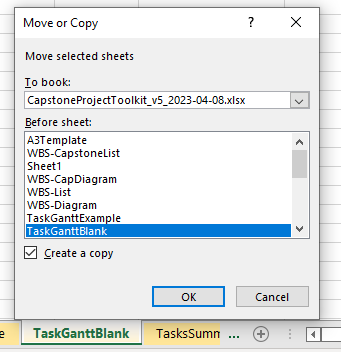 Move or Copy
?
Move selected sheets
To book:
CapstoneProjectToolkit_v5_2023-04-08.xlsx
Before sheet:
A3Template
WBS-CapstoneList
Sheet1
WBS-CapDiagram
WBS-List
WBS-Diagram
TaskGanttExample
TaskGanttBlank
Create a copy
OK Cancel
e TaskGanttBlank TasksSumm ...